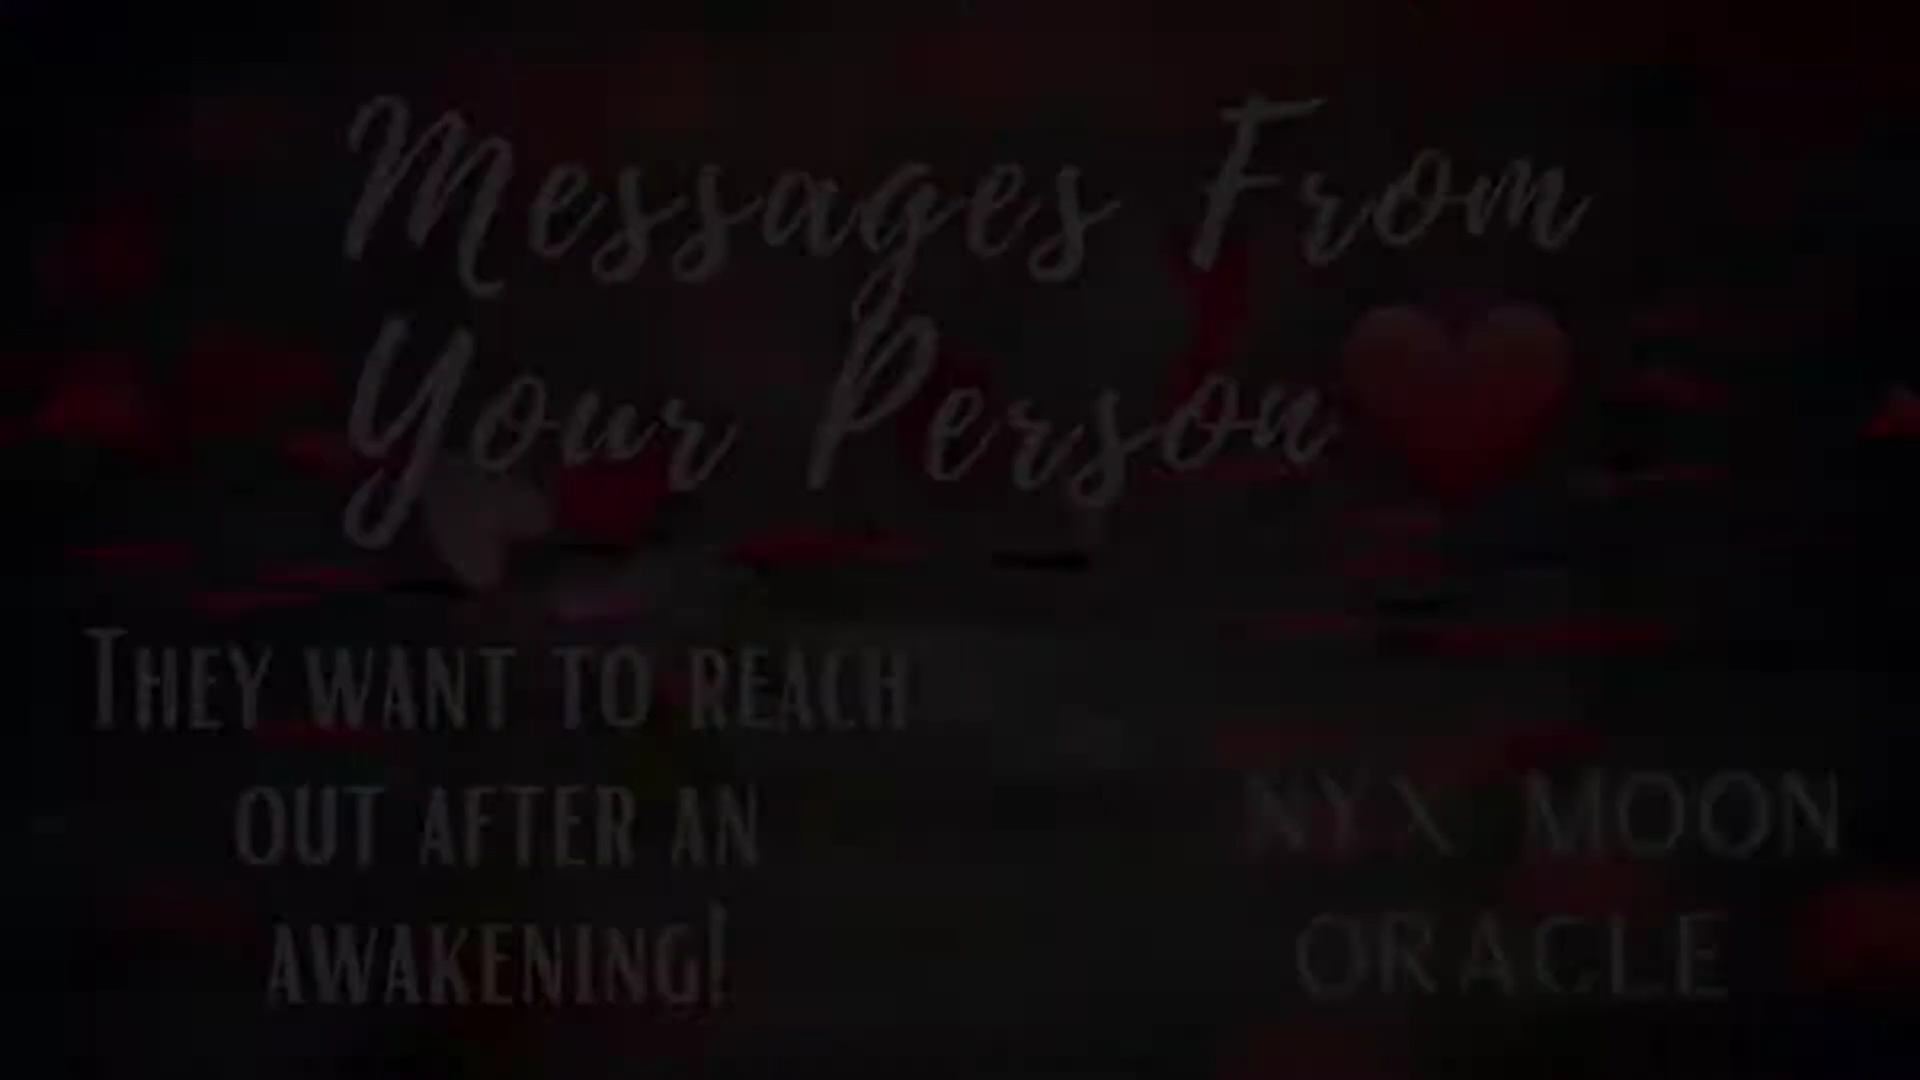 Messages From
Your Person
They want to reach
out after an
awakening!
NYX MOON
ORACLE